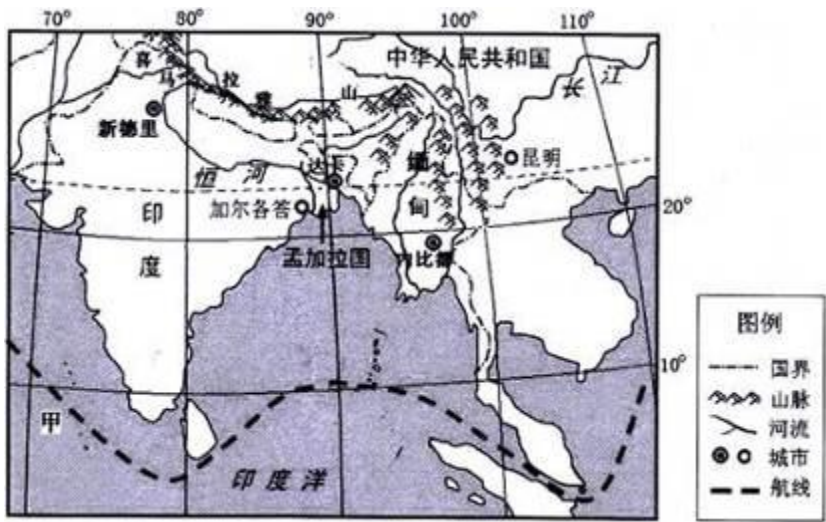 70° 80° 90° 100° 110°
中华人民共和国
喜马拉雅山
长江
新德里
昆明
恒河
达卡
缅甸
印度
加尔各答
20°
孟加拉国
内比都
10°
甲
印度洋
图例
国界
山脉
河流
城市
航线